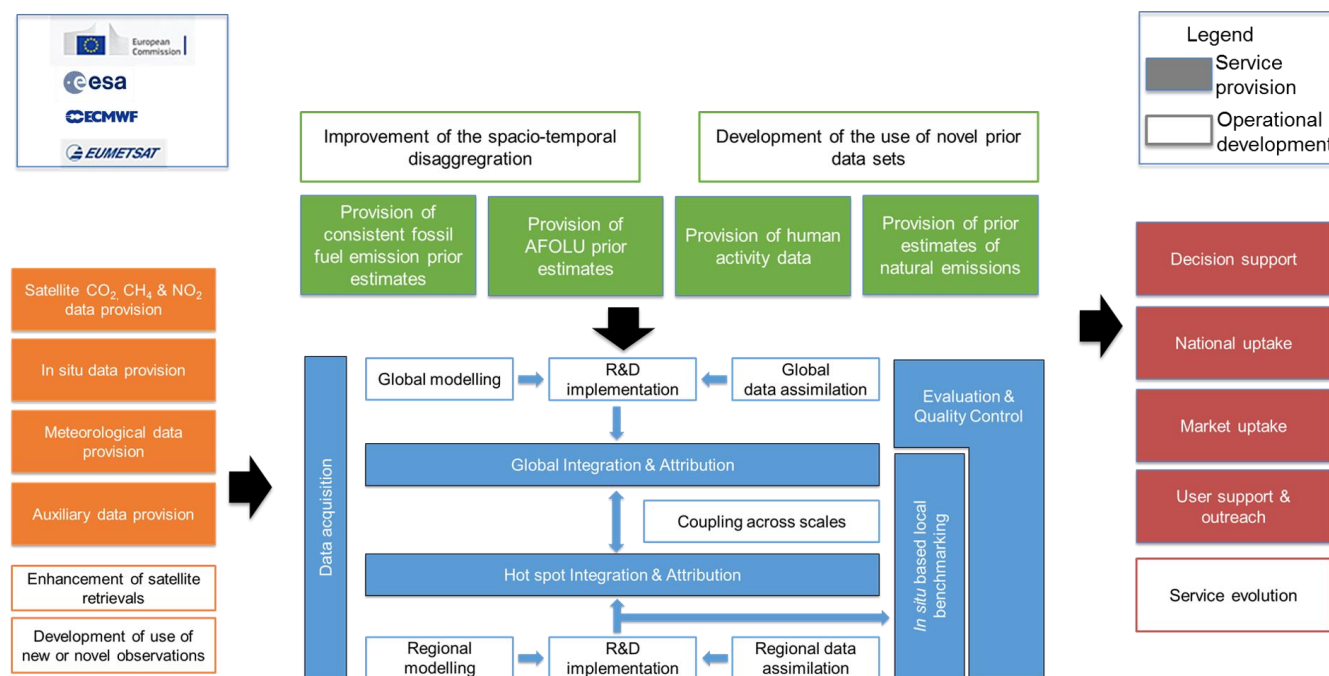 European
Commission
esa
ECMWF
EUMETSAT
Legend
Service
provision
Operational
development
Improvement of the spacio-temporal
disaggregration
Development of the use of novel prior
data sets
Provision of
consistent fossil
fuel emission prior
estimates
Provision of
AFOLU prior
estimates
Provision of human
activity data
Provision of prior
estimates of
natural emissions
Satellite CO₂, CH₄ & NO₂
data provision
In situ data provision
Meteorological data
provision
Auxiliary data provision
Enhancement of satellite
retrievals
Development of use of
new or novel observations
Data acquisition
Global modelling
R&D
implementation
Global
data assimilation
Global Integration & Attribution
Coupling across scales
Hot spot Integration & Attribution
Regional
modelling
R&D
implementation
Regional data
assimilation
Evaluation &
Quality Control
In situ based local
benchmarking
Decision support
National uptake
Market uptake
User support &
outreach
Service evolution